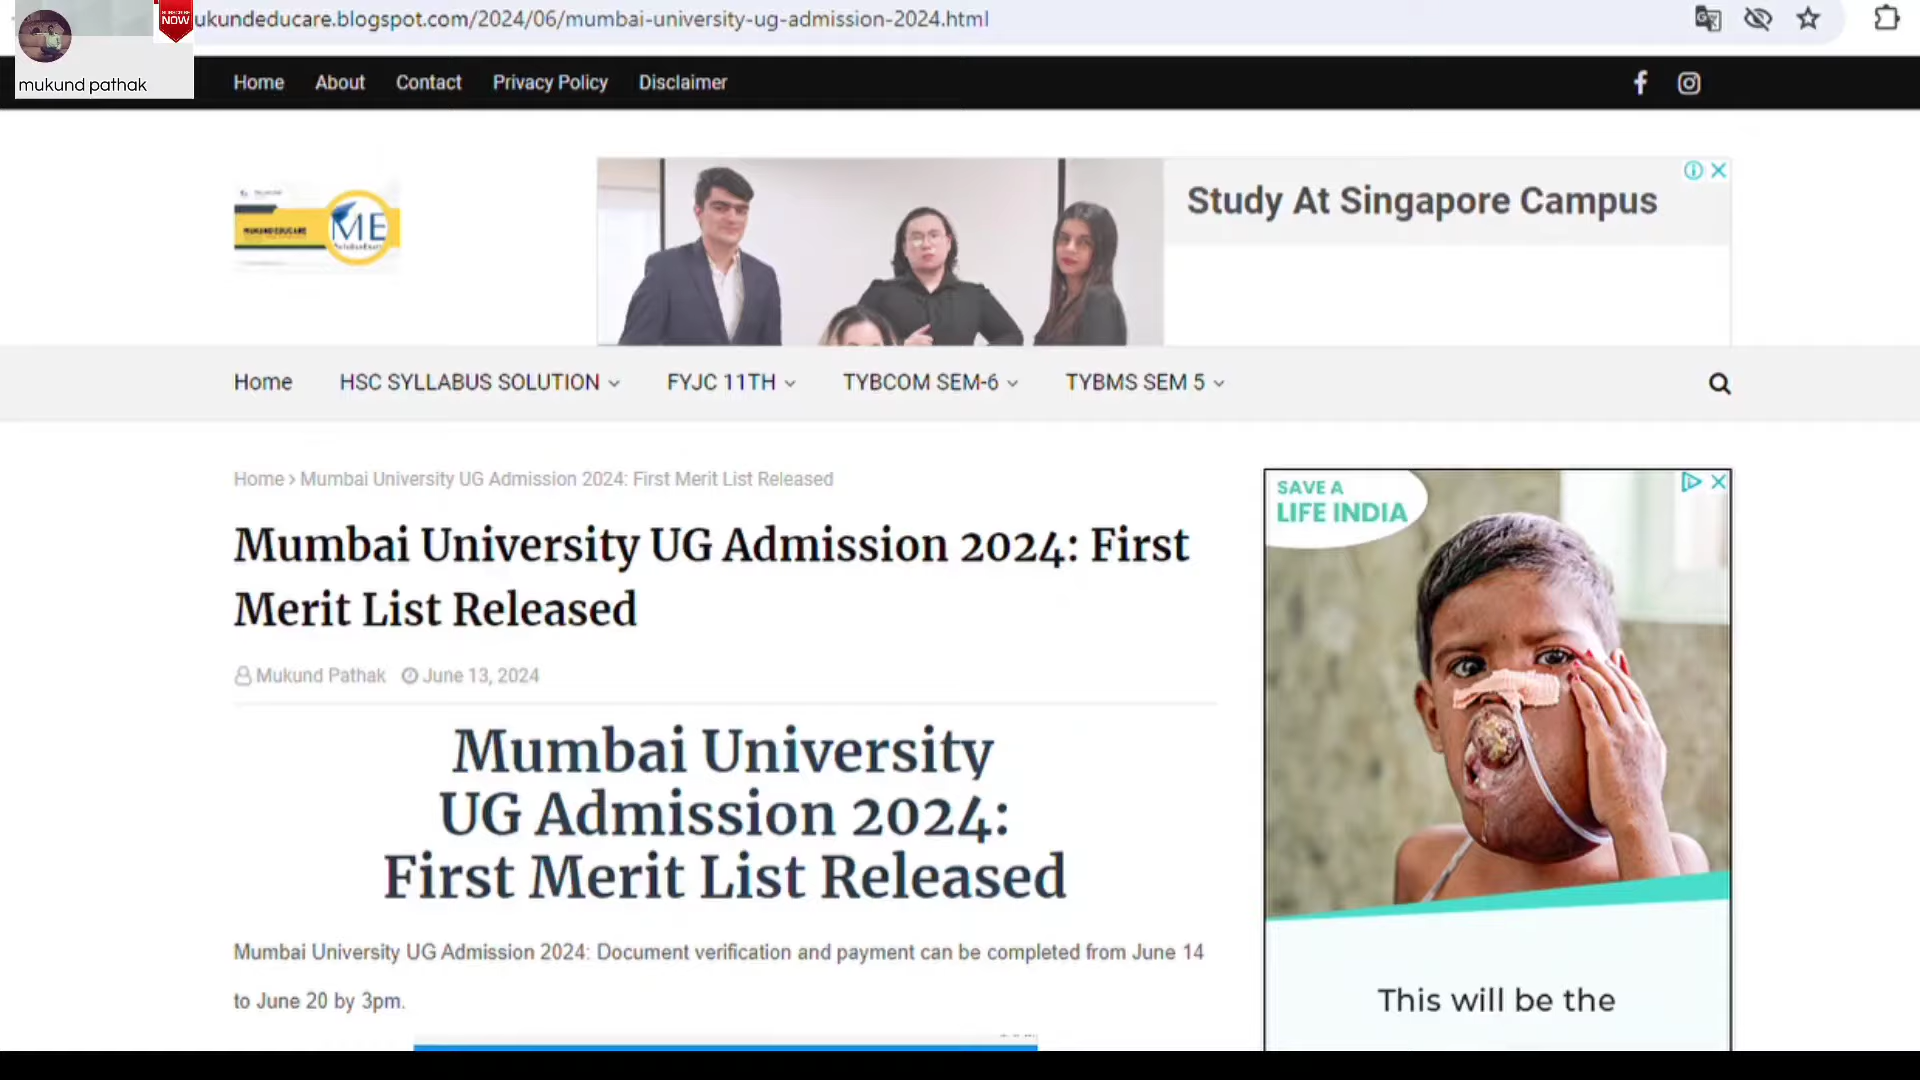 ukundeducare.blogspot.com/2024/06/mumbai-university-ug-admission-2024.html
SUBSCRIBE
NOW
mukund pathak
Home About Contact Privacy Policy Disclaimer
MUKUND EDUCARE
ME
Study At Singapore Campus
Home HSC SYLLABUS SOLUTION FYJC 11TH TYBCOM SEM-6 TYBMS SEM 5
Home › Mumbai University UG Admission 2024: First Merit List Released
Mumbai University UG Admission 2024: First
Merit List Released
Mukund Pathak June 13, 2024
Mumbai University
UG Admission 2024:
First Merit List Released
Mumbai University UG Admission 2024: Document verification and payment can be completed from June 14
to June 20 by 3pm.
SAVE A
LIFE INDIA
This will be the